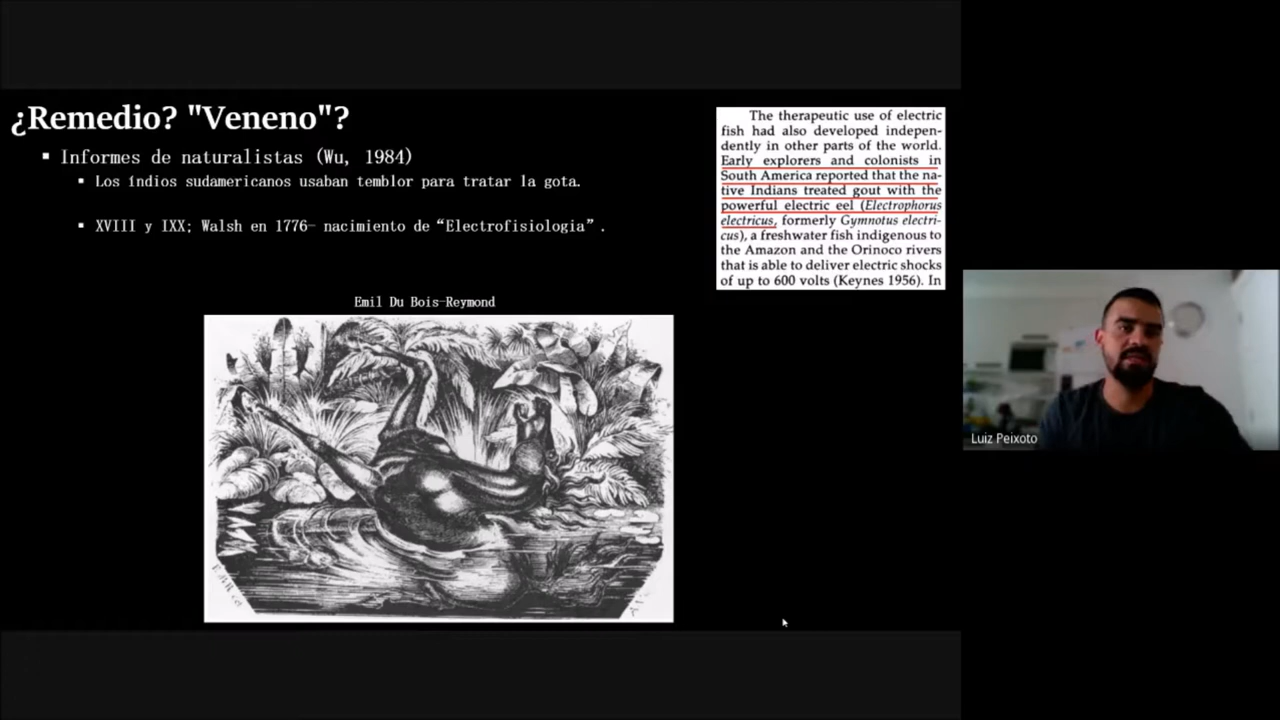 ¿Remedio? "Veneno"?
▪ Informes de naturalistas (Wu, 1984)
▪ Los índios sudamericanos usaban temblor para tratar la gota.
▪ XVIII y IXX; Walsh en 1776- nacimiento de “Electrofisiologia”.
Emil Du Bois-Reymond
The therapeutic use of electric
fish had also developed indepen-
dently in other parts of the world.
Early explorers and colonists in
South America reported that the na-
tive Indians treated gout with the
powerful electric eel (Electrophorus
electricus, formerly Gymnotus electri-
cus), a freshwater fish indigenous to
the Amazon and the Orinoco rivers
that is able to deliver electric shocks
of up to 600 volts (Keynes 1956). In
Luiz Peixoto